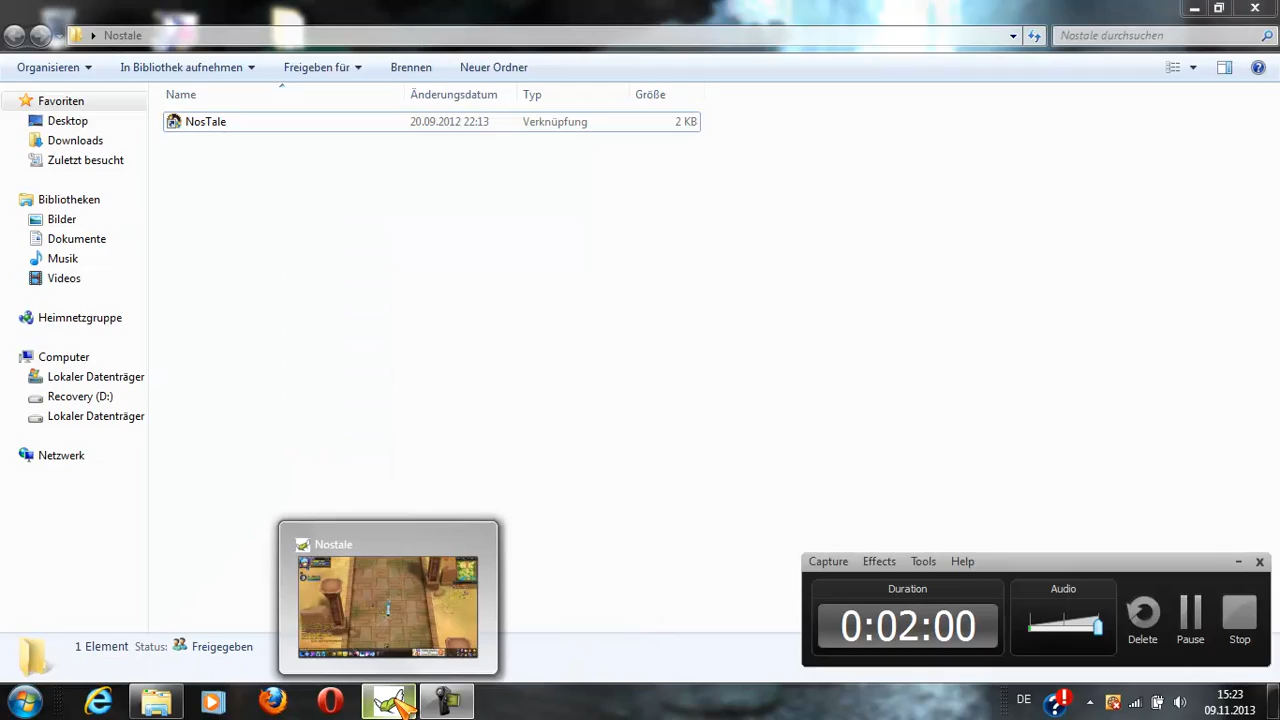 Nostale
Nostale durchsuchen
Organisieren
In Bibliothek aufnehmen
Freigeben für
Brennen
Neuer Ordner
Favoriten
Desktop
Downloads
Zuletzt besucht
Bibliotheken
Bilder
Dokumente
Musik
Videos
Heimnetzgruppe
Computer
Lokaler Datenträger
Recovery (D:)
Lokaler Datenträger
Netzwerk
Name Änderungsdatum Typ Größe
NosTale 20.09.2012 22:13 Verknüpfung 2 KB
Nostale
1 Element Status: Freigegeben
Capture Effects Tools Help
Duration
0:02:00
Audio
Delete
Pause
Stop
DE
15:23
09.11.2013